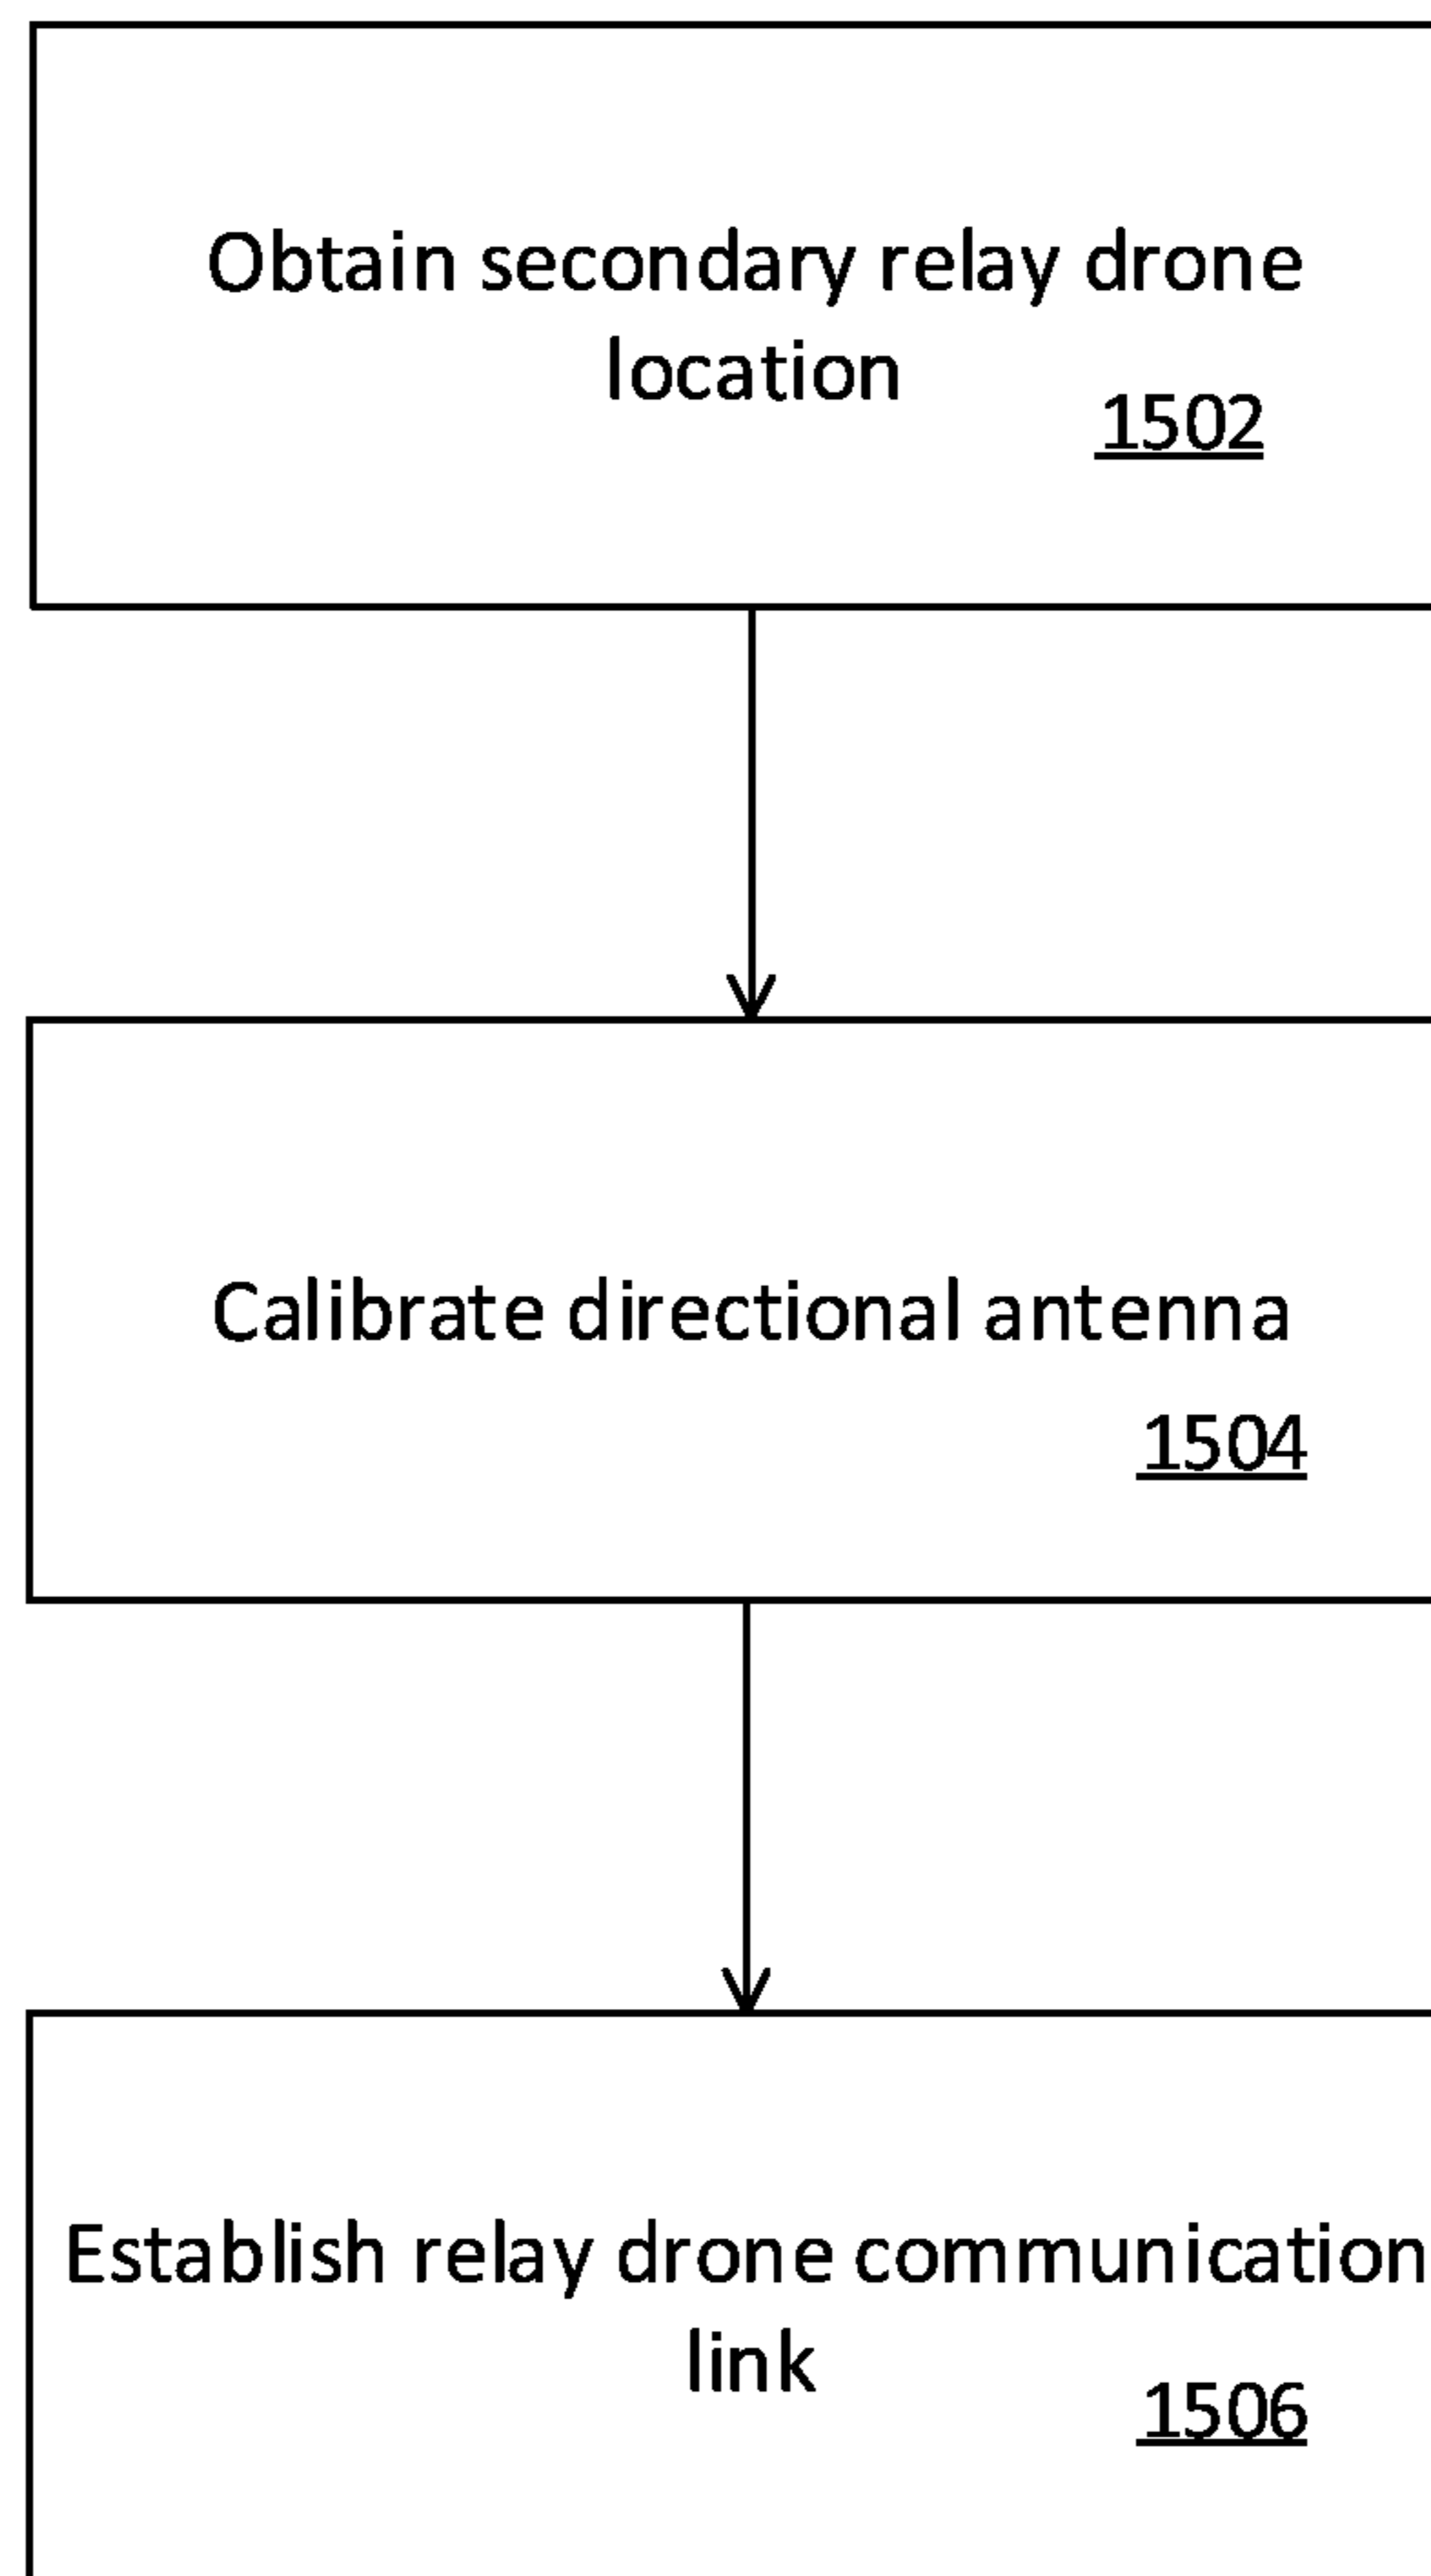 Obtain secondary relay drone
location
1502
Calibrate directional antenna
1504
Establish relay drone communication
link
1506